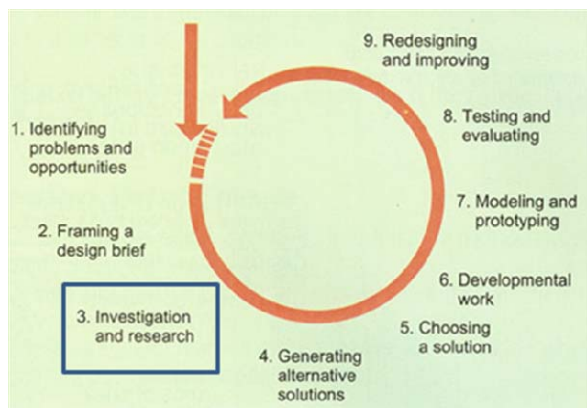 1. Identifying
problems and
opportunities
2. Framing a
design brief
3. Investigation
and research
4. Generating
alternative
solutions
5. Choosing
a solution
6. Developmental
work
7. Modeling and
prototyping
8. Testing and
evaluating
9. Redesigning
and improving